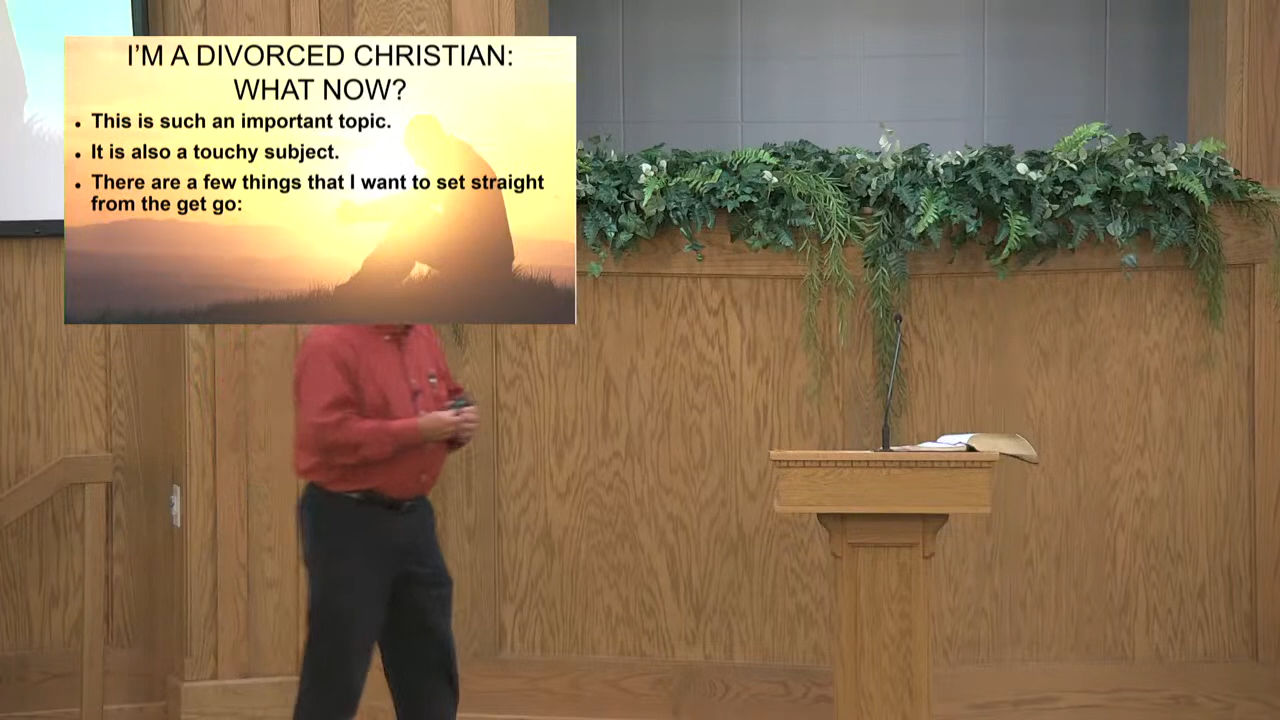 I'M A DIVORCED CHRISTIAN:
WHAT NOW?
• This is such an important topic.
• It is also a touchy subject.
• There are a few things that I want to set straight
from the get go: